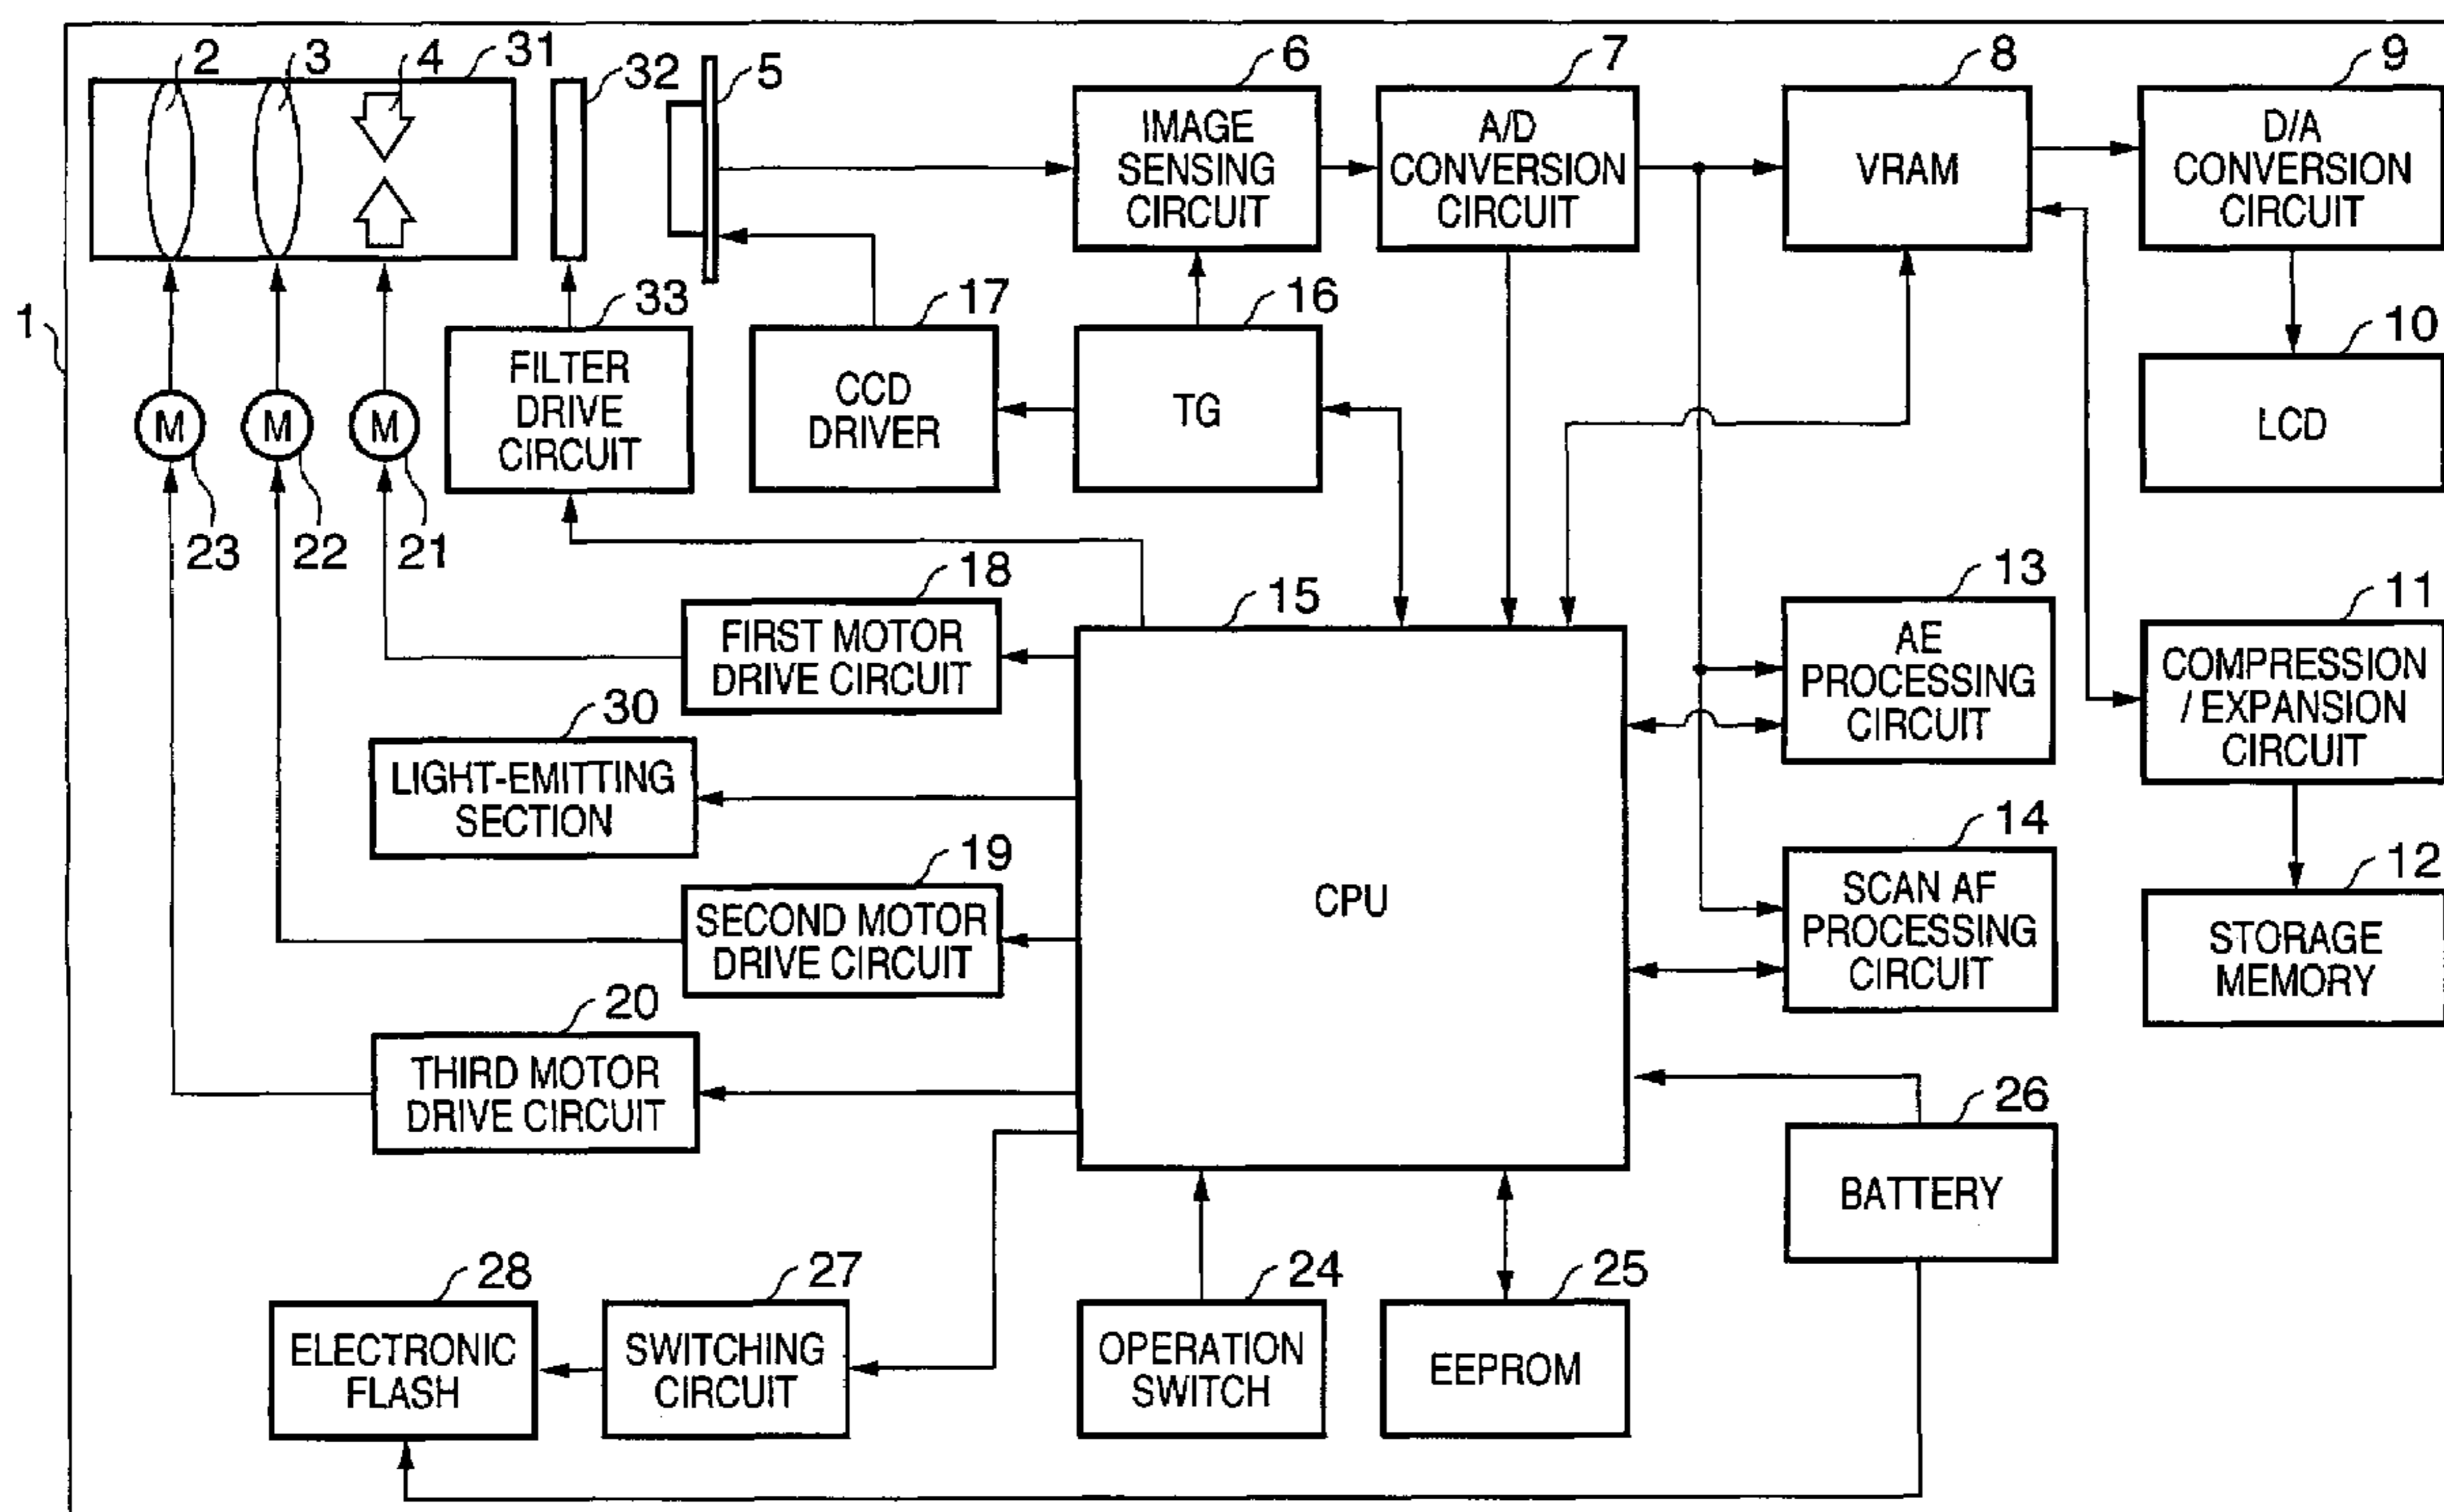 2
3
4
31
32
5
6
7
8
9
IMAGE
SENSING
CIRCUIT
A/D
CONVERSION
CIRCUIT
VRAM
D/A
CONVERSION
CIRCUIT
1
33
17
16
10
FILTER
DRIVE
CIRCUIT
CCD
DRIVER
TG
LCD
M
M
M
23
22
21
18
15
13
11
FIRST MOTOR
DRIVE CIRCUIT
AE
PROCESSING
CIRCUIT
COMPRESSION
/ EXPANSION
CIRCUIT
30
LIGHT-EMITTING
SECTION
19
14
12
CPU
SECOND MOTOR
DRIVE CIRCUIT
SCAN AF
PROCESSING
CIRCUIT
STORAGE
MEMORY
20
THIRD MOTOR
DRIVE CIRCUIT
26
BATTERY
28
27
24
25
ELECTRONIC
FLASH
SWITCHING
CIRCUIT
OPERATION
SWITCH
EEPROM